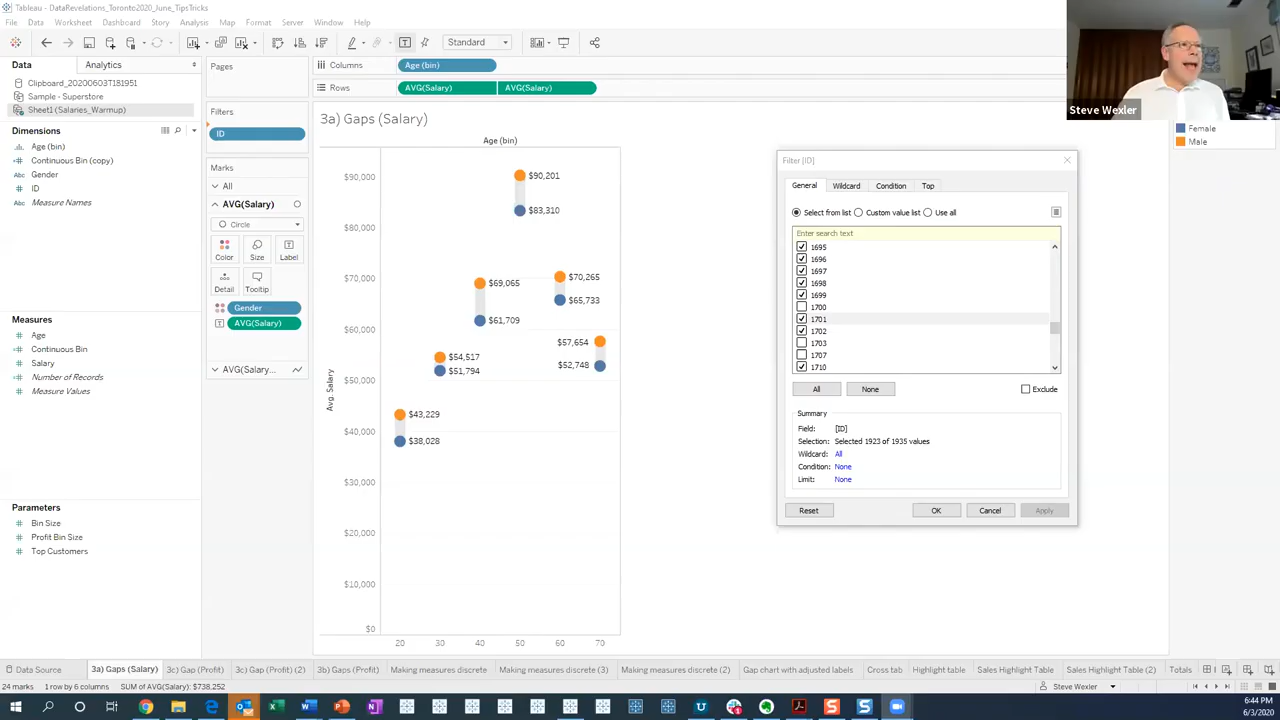 Tableau - DataRevelations_Toronto2020_June_TipsTricks
File Data Worksheet Dashboard Story Analysis Map Format Server Window Help
Standard
Data Analytics
Clipboard_20200603T181951
Sample - Superstore
Sheet1 (Salaries_Warmup)
Dimensions
Age (bin)
Continuous Bin (copy)
Gender
ID
Measure Names
Measures
Age
Continuous Bin
Salary
Number of Records
Measure Values
Parameters
Bin Size
Profit Bin Size
Top Customers
Pages
Filters
ID
Marks
All
AVG(Salary)
Circle
Color Size Label
Detail Tooltip
Gender
AVG(Salary)
AVG(Salary...
Columns Age (bin)
Rows AVG(Salary) AVG(Salary)
3a) Gaps (Salary)
Age (bin)
Avg. Salary
$90,000
$80,000
$70,000
$60,000
$50,000
$40,000
$30,000
$20,000
$10,000
$0
$90,201
$83,310
$69,065
$61,709
$70,265
$65,733
$57,654
$52,748
$54,517
$51,794
$43,229
$38,028
20 30 40 50 60 70
Steve Wexler
Female
Male
Filter [ID]
General Wildcard Condition Top
Select from list Custom value list Use all
Enter search text
1695
1696
1697
1698
1699
1700
1701
1702
1703
1707
1710
All None Exclude
Summary
Field: [ID]
Selection: Selected 1923 of 1935 values
Wildcard: All
Condition: None
Limit: None
Reset OK Cancel Apply
Data Source 3a) Gaps (Salary) 3c) Gap (Profit) 3c) Gap (Profit) (2) 3b) Gaps (Profit) Making measures discrete Making measures discrete (3) Making measures discrete (2) Gap chart with adjusted labels Cross tab Highlight table Sales Highlight Table Sales Highlight Table (2) Totals
24 marks 1 row by 6 columns SUM of AVG(Salary): $738,252 Steve Wexler
6:44 PM
6/3/2020